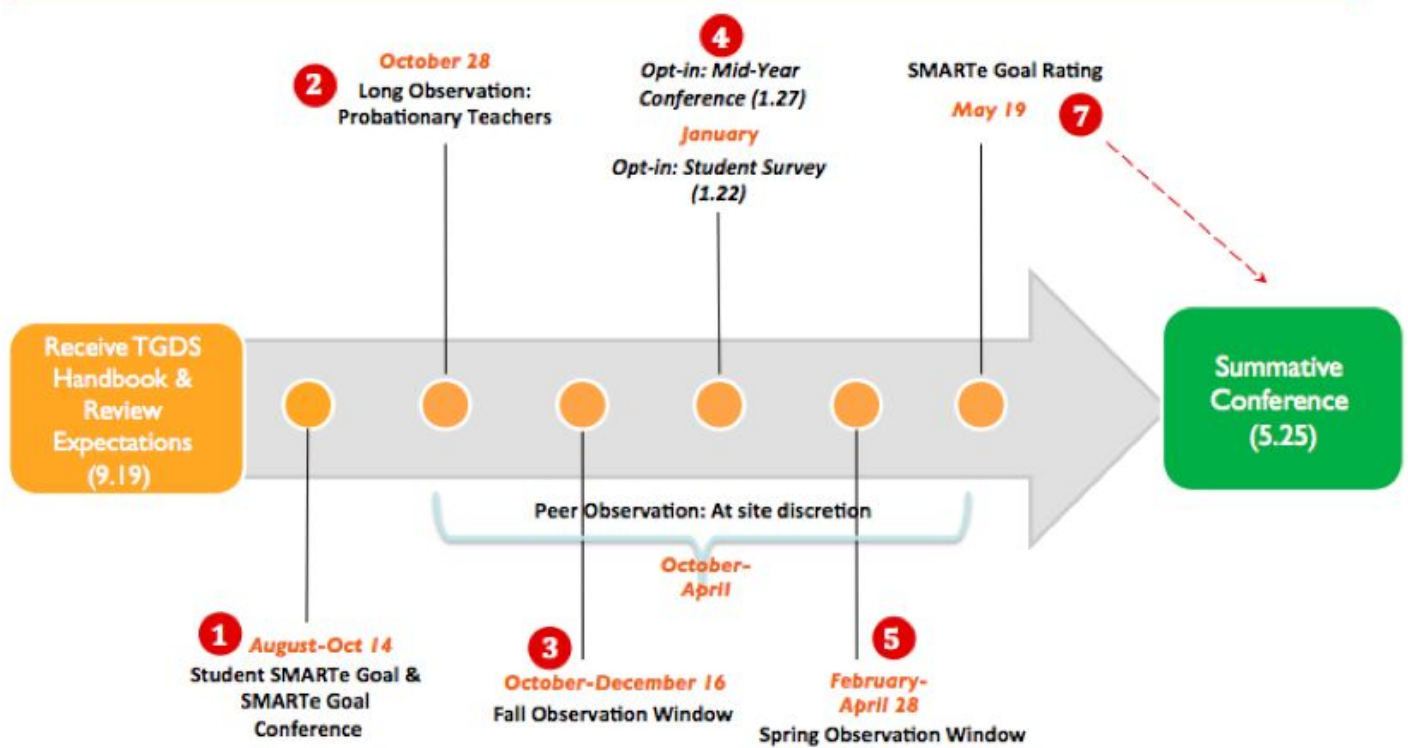 Receive TGDS
Handbook &
Review
Expectations
(9.19)
1
August-Oct 14
Student SMARTe Goal &
SMARTe Goal
Conference
2
October 28
Long Observation:
Probationary Teachers
3
October-December 16
Fall Observation Window
4
Opt-in: Mid-Year
Conference (1.27)
January
Opt-in: Student Survey
(1.22)
Peer Observation: At site discretion
October-
April
5
February-
April 28
Spring Observation Window
SMARTe Goal Rating
May 19
7
Summative
Conference
(5.25)